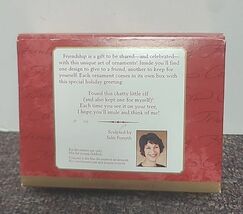 Friendship is a gift to be shared—and celebrated—
with this unique set of ornaments! Inside you'll find
one design to give to a friend, another to keep for
yourself. Each ornament comes in its own box with
this special holiday greeting:
I found this chatty little elf
(and also kept one for myself)!
Each time you see it on your tree,
I hope you'll smile and think of me!
Sculpted by
Julie Forsyth